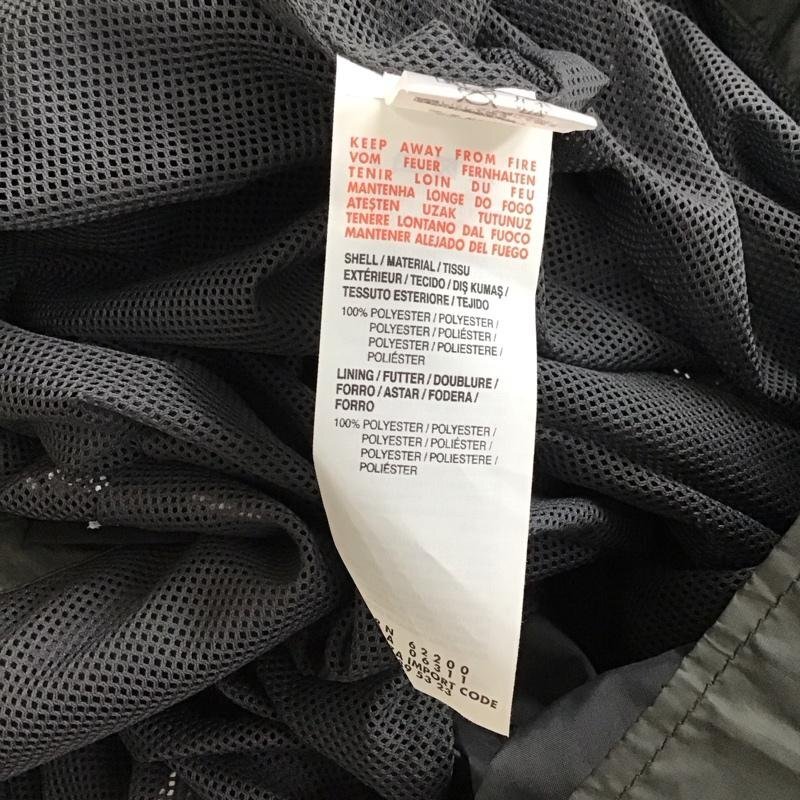 KEEP AWAY FROM FIRE
VOM FEUER FERNHALTEN
TENIR LOIN DU FEU
MANTENHA LONGE DO FOGO
ATEŞTEN UZAK TUTUNUZ
TENERE LONTANO DAL FUOCO
MANTENER ALEJADO DEL FUEGO
SHELL / MATERIAL / TISSU
EXTÉRIEUR / TECIDO / DIŞ KUMAŞ /
TESSUTO ESTERIORE / TEJIDO
100% POLYESTER / POLYESTER /
POLYESTER / POLIÉSTER /
POLYESTER / POLIESTERE /
POLIÉSTER
LINING / FUTTER / DOUBLURE /
FORRO / ASTAR / FODERA /
FORRO
100% POLYESTER / POLYESTER /
POLYESTER / POLIÉSTER /
POLYESTER / POLIESTERE /
POLIÉSTER
N 62200
06311
IMPORT CODE